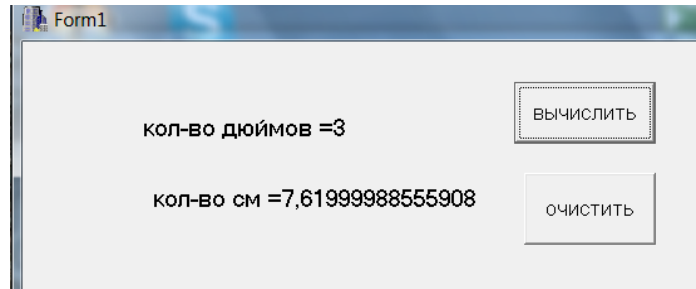 Form1
вычислить
кол-во дюймов =3
кол-во см =7,61999988555908
очистить